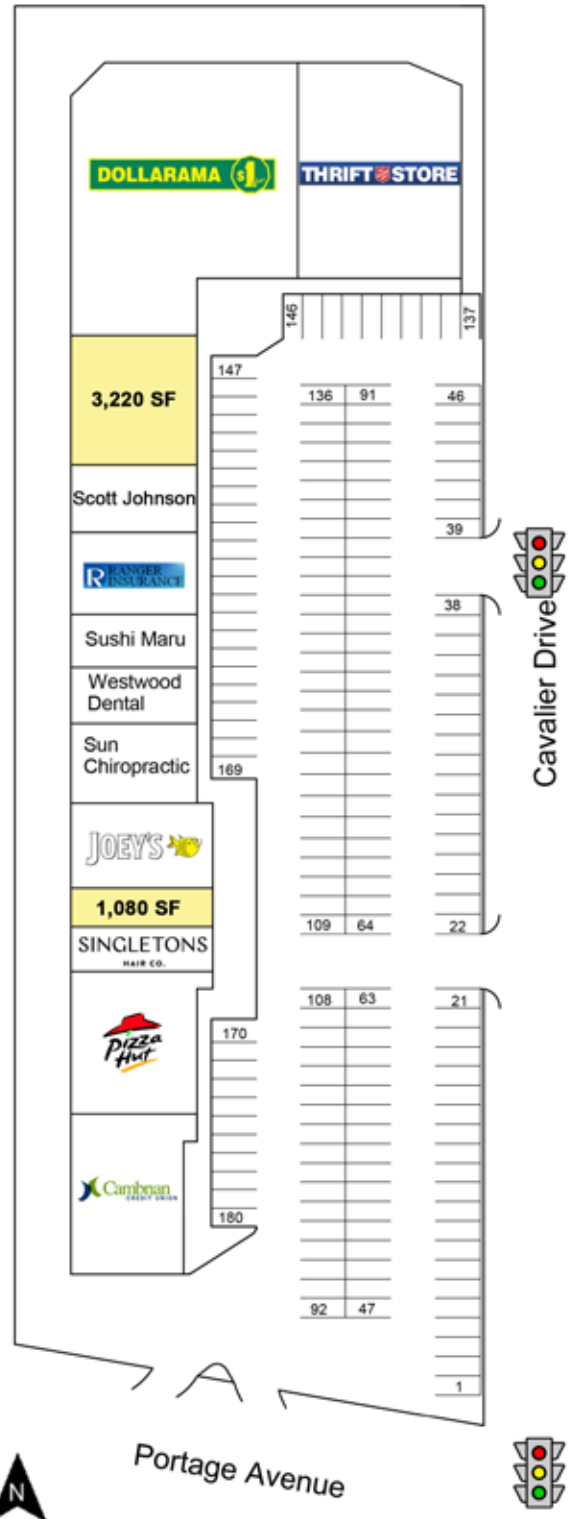 DOLLARAMA $1
THRIFT STORE
146
137
147
136 91 46
3,220 SF
Scott Johnson
39
R RANGER
INSURANCE
38
Sushi Maru
Westwood
Dental
Cavalier Drive
Sun
Chiropractic
169
JOEY'S
1,080 SF
109 64 22
SINGLETONS
HAIR CO.
108 63 21
170
Pizza
Hut
Cambrian
CREDIT UNION
180
92 47
1
Portage Avenue
N